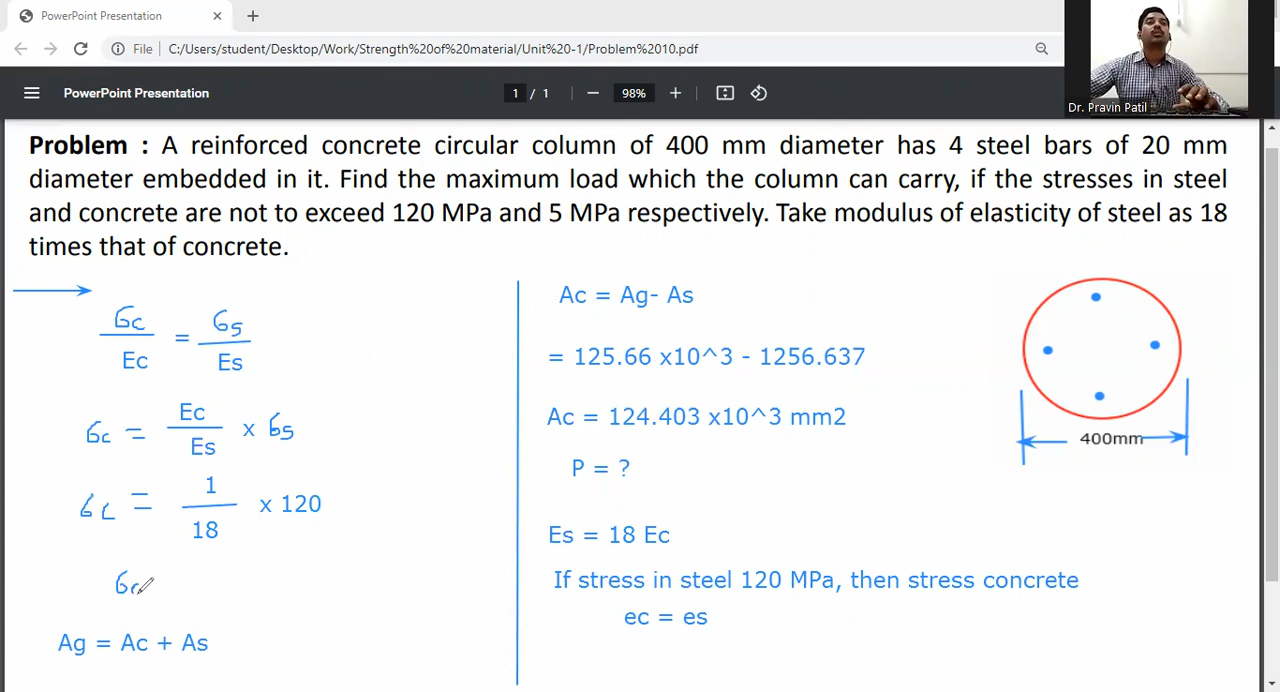 PowerPoint Presentation
File
C:/Users/student/Desktop/Work/Strength%20of%20material/Unit%20-1/Problem%2010.pdf
PowerPoint Presentation
1 / 1
98%
Dr. Pravin Patil
Problem : A reinforced concrete circular column of 400 mm diameter has 4 steel bars of 20 mm
diameter embedded in it. Find the maximum load which the column can carry, if the stresses in steel
and concrete are not to exceed 120 MPa and 5 MPa respectively. Take modulus of elasticity of steel as 18
times that of concrete.
σc / Ec = σs / Es
σc = Ec / Es x σs
σc = 1 / 18 x 120
σc
Ag = Ac + As
Ac = Ag- As
= 125.66 x10^3 - 1256.637
Ac = 124.403 x10^3 mm2
P = ?
Es = 18 Ec
If stress in steel 120 MPa, then stress concrete
ec = es
400mm